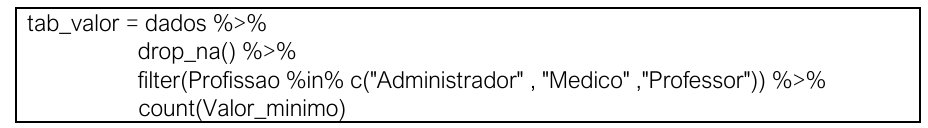 tab_valor = dados %>%
drop_na() %>%
filter(Profissao %in% c("Administrador" , "Medico" ,"Professor")) %>%
count(Valor_minimo)